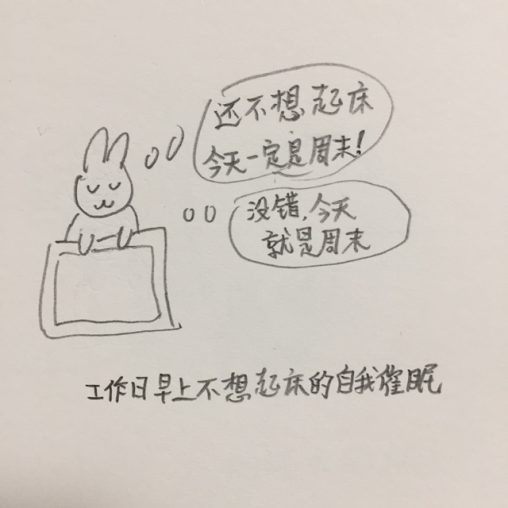 还不想起床
今天一定是周末!
没错,今天
就是周末
工作日早上不想起床的自我催眠